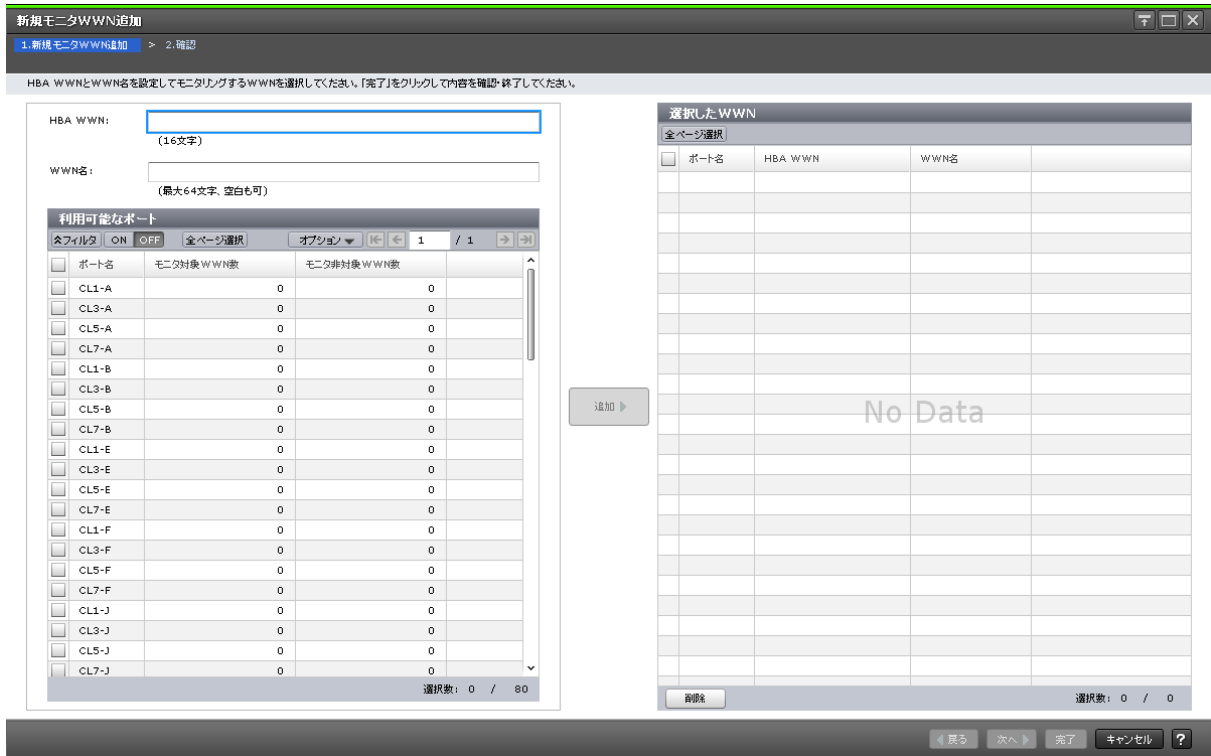 新規モニタWWN追加
1.新規モニタWWN追加 > 2.確認
HBA WWNとWWN名を設定してモニタリングするWWNを選択してください。「完了」をクリックして内容を確認・終了してください。
HBA WWN:
(16文字)
WWN名:
(最大64文字、空白も可)
利用可能なポート
フィルタ ON OFF 全ページ選択 オプション 1 / 1
ポート名 モニタ対象WWN数 モニタ非対象WWN数
CL1-A 0 0
CL3-A 0 0
CL5-A 0 0
CL7-A 0 0
CL1-B 0 0
CL3-B 0 0
CL5-B 0 0
CL7-B 0 0
CL1-E 0 0
CL3-E 0 0
CL5-E 0 0
CL7-E 0 0
CL1-F 0 0
CL3-F 0 0
CL5-F 0 0
CL7-F 0 0
CL1-J 0 0
CL3-J 0 0
CL5-J 0 0
CL7-J 0 0
選択数: 0 / 80
追加
選択したWWN
全ページ選択
ポート名 HBA WWN WWN名
No Data
削除 選択数: 0 / 0
戻る 次へ 完了 キャンセル ?